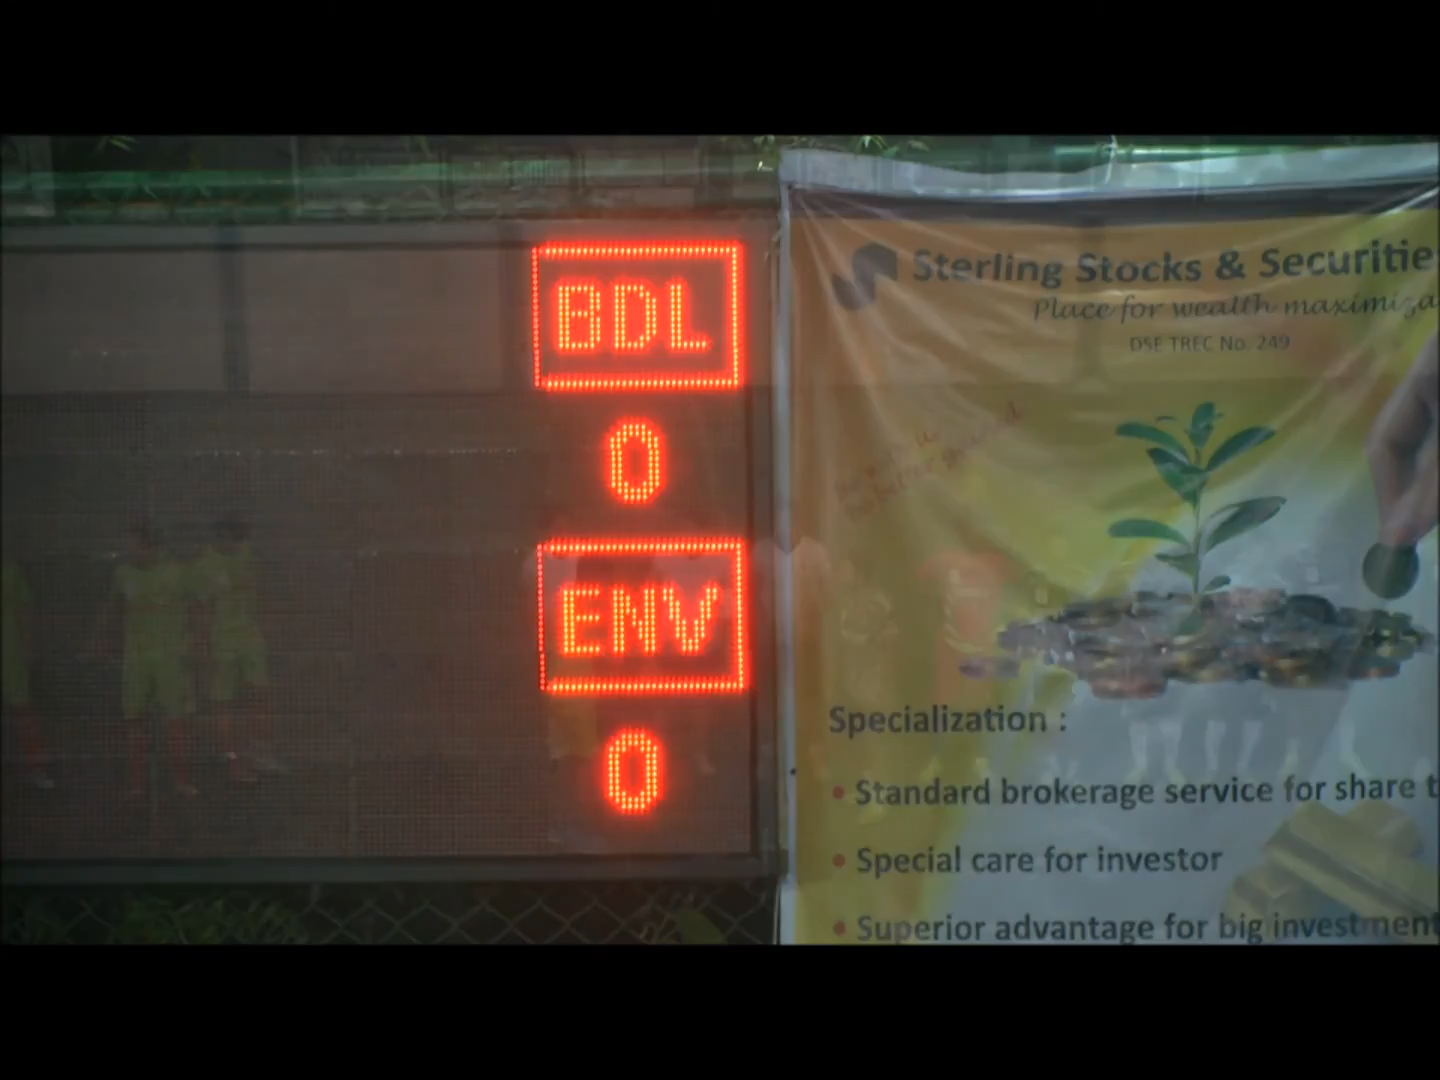 BDL
0
ENV
0
Sterling Stocks & Securitie
Place for wealth maximiza
DSE TREC No. 249
Specialization :
• Standard brokerage service for share t
• Special care for investor
• Superior advantage for big investment